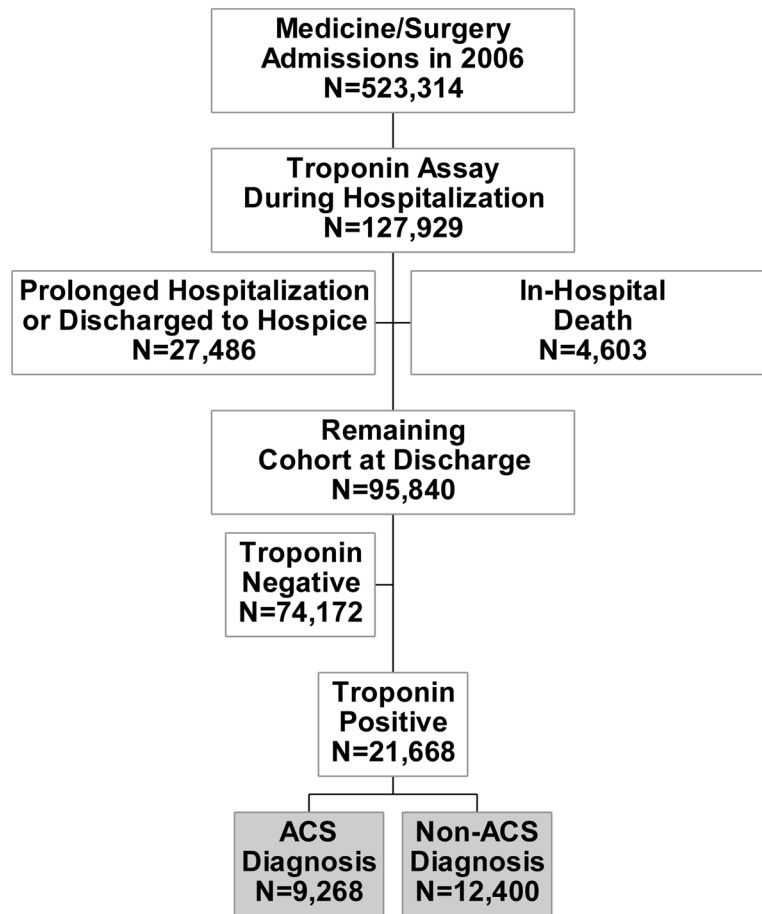 Medicine/Surgery
Admissions in 2006
N=523,314
Troponin Assay
During Hospitalization
N=127,929
Prolonged Hospitalization
or Discharged to Hospice
N=27,486
In-Hospital
Death
N=4,603
Remaining
Cohort at Discharge
N=95,840
Troponin
Negative
N=74,172
Troponin
Positive
N=21,668
ACS
Diagnosis
N=9,268
Non-ACS
Diagnosis
N=12,400